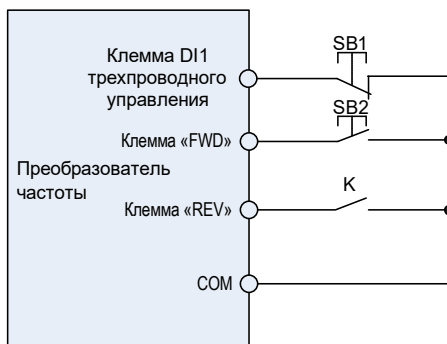 SB1
Клемма DI1
трехпроводного
управления
SB2
Клемма «FWD»
Преобразователь
частоты
K
Клемма «REV»
COM